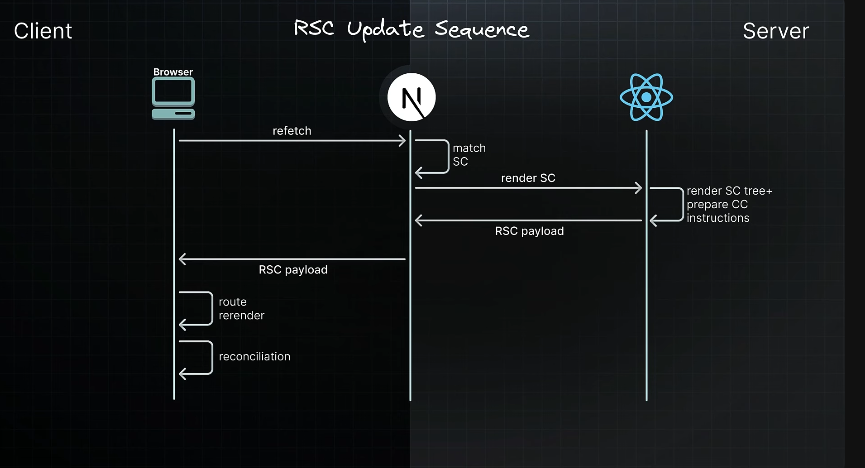 Client
RSC Update Sequence
Server
Browser
N
refetch
match
SC
render SC
render SC tree+
prepare CC
instructions
RSC payload
RSC payload
route
rerender
reconciliation